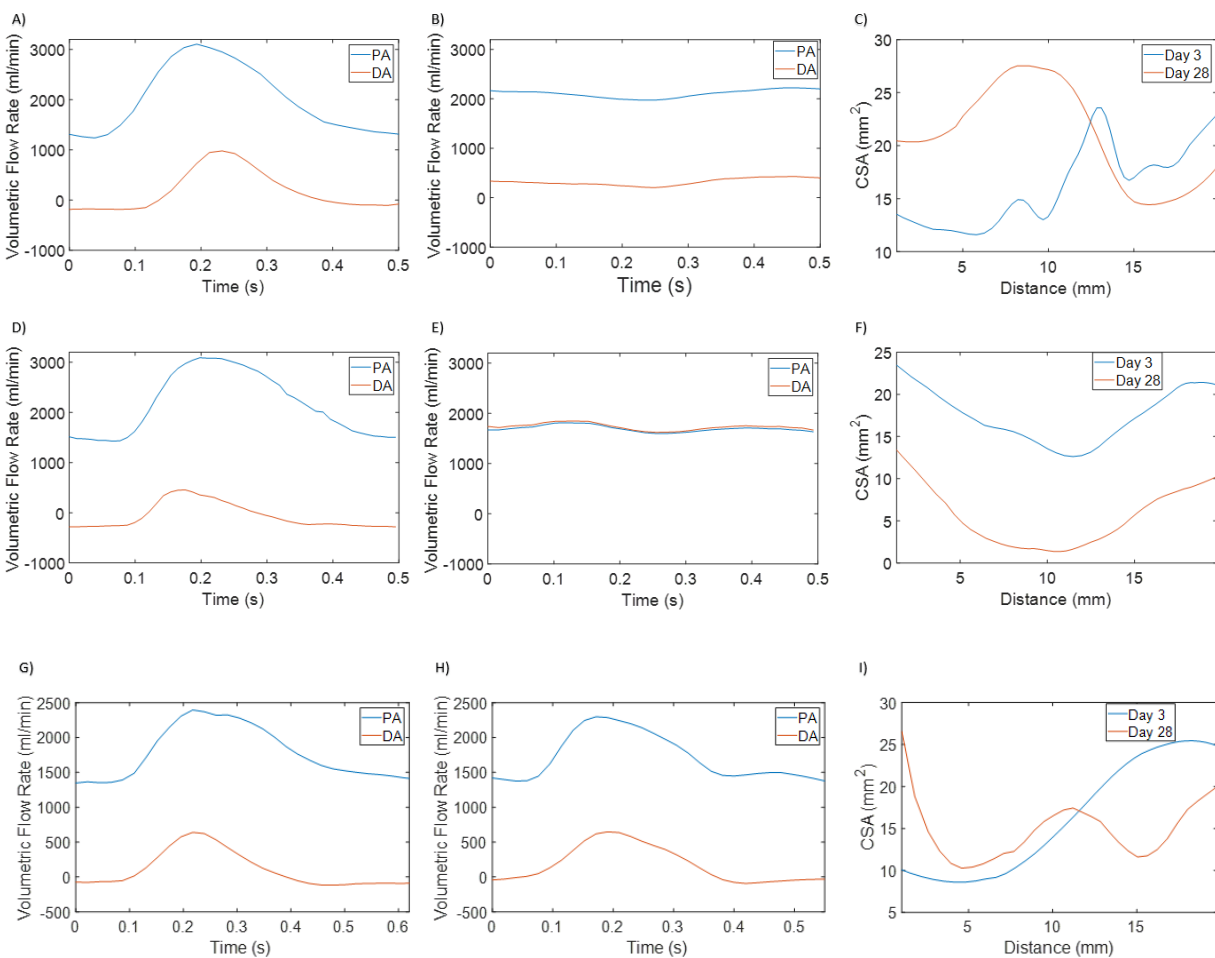 A)
Volumetric Flow Rate (ml/min)
3000
2000
1000
0
-1000
0 0.1 0.2 0.3 0.4 0.5
Time (s)
PA
DA
B)
Volumetric Flow Rate (ml/min)
3000
2000
1000
0
-1000
0 0.1 0.2 0.3 0.4 0.5
Time (s)
PA
DA
C)
CSA (mm²)
30
25
20
15
10
5 10 15
Distance (mm)
Day 3
Day 28
D)
Volumetric Flow Rate (ml/min)
3000
2000
1000
0
-1000
0 0.1 0.2 0.3 0.4 0.5
Time (s)
PA
DA
E)
Volumetric Flow Rate (ml/min)
3000
2000
1000
0
-1000
0 0.1 0.2 0.3 0.4 0.5
Time (s)
PA
DA
F)
CSA (mm²)
25
20
15
10
5
0
5 10 15
Distance (mm)
Day 3
Day 28
G)
Volumetric Flow Rate (ml/min)
2500
2000
1500
1000
500
0
-500
0 0.1 0.2 0.3 0.4 0.5 0.6
Time (s)
PA
DA
H)
Volumetric Flow Rate (ml/min)
2500
2000
1500
1000
500
0
-500
0 0.1 0.2 0.3 0.4 0.5
Time (s)
PA
DA
I)
CSA (mm²)
30
25
20
15
10
5
5 10 15
Distance (mm)
Day 3
Day 28